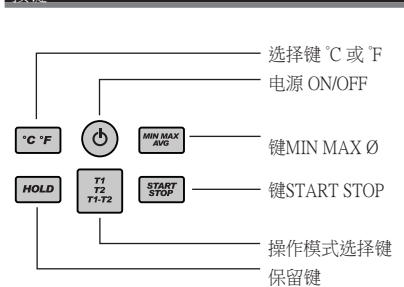 选择键 °C 或 °F
电源 ON/OFF
°C °F
MIN MAX
AVG
键MIN MAX Ø
HOLD
T1
T2
T1-T2
START
STOP
键START STOP
操作模式选择键
保留键